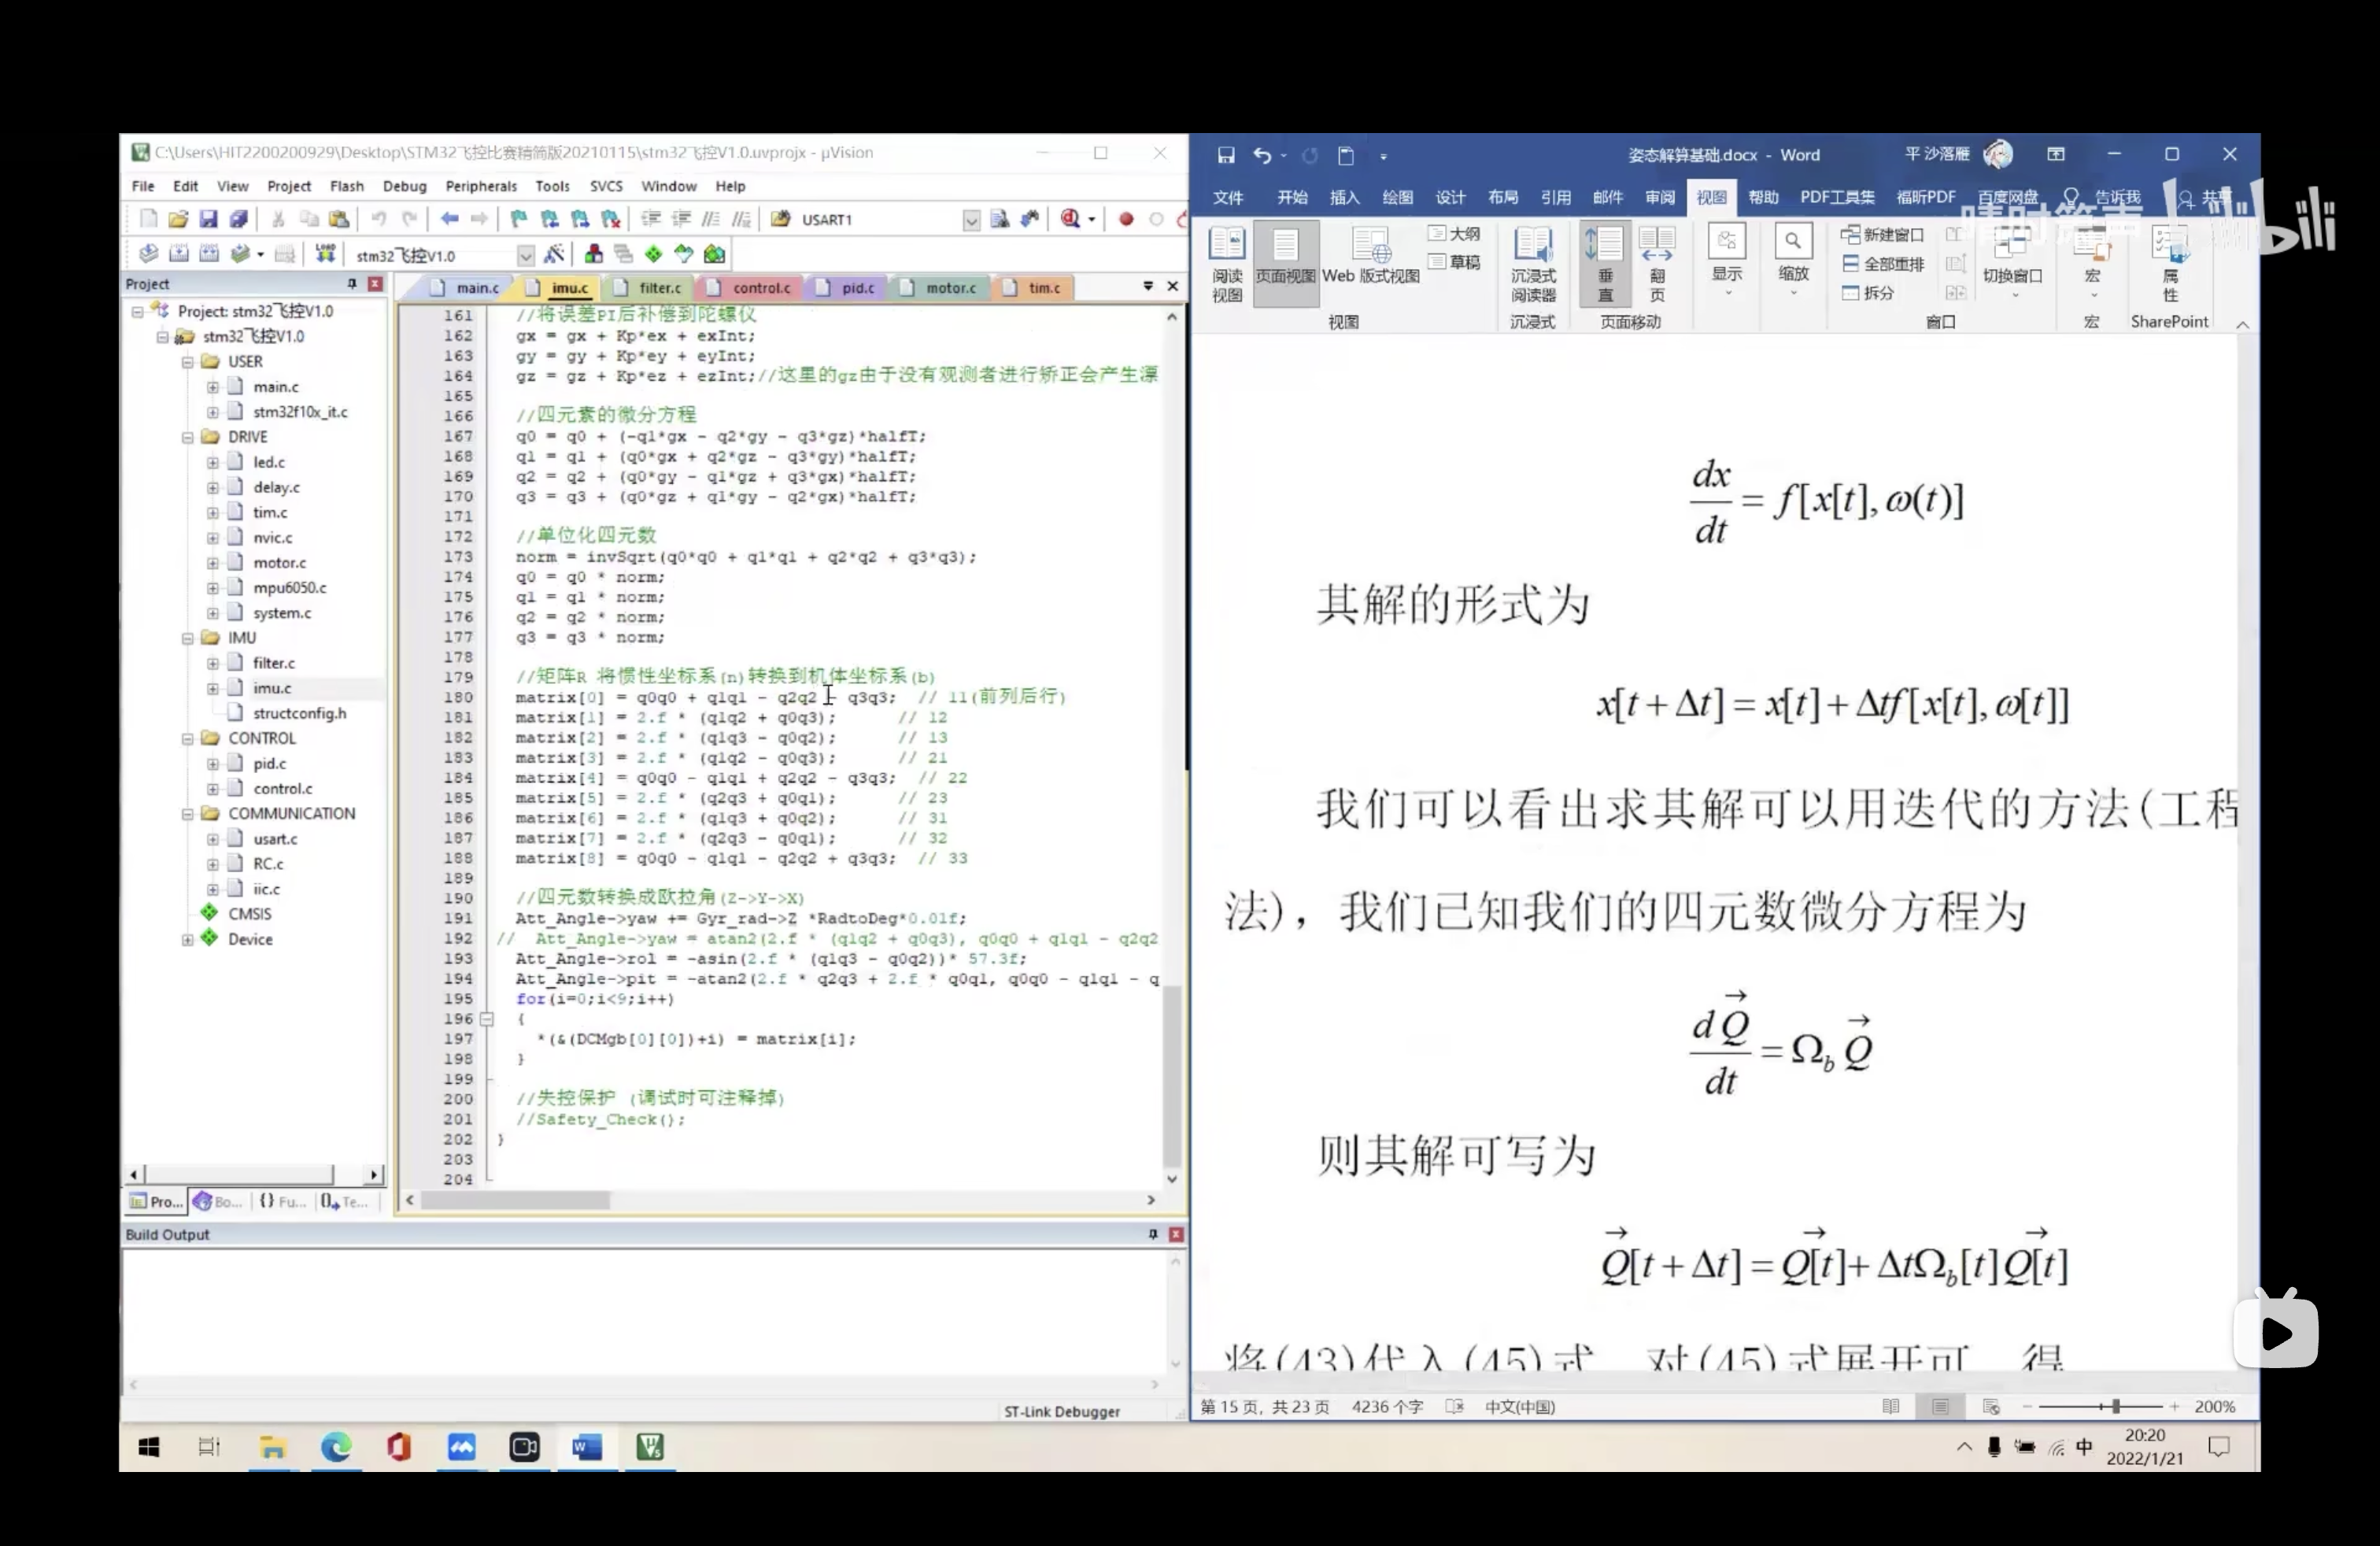 C:\Users\HIT2200200929\Desktop\STM32飞控比赛精简版20210115\stm32飞控V1.0.uvprojx - µVision
File Edit View Project Flash Debug Peripherals Tools SVCS Window Help
USART1
stm32飞控V1.0
Project
Project: stm32飞控V1.0
stm32飞控V1.0
USER
main.c
stm32f10x_it.c
DRIVE
led.c
delay.c
tim.c
nvic.c
motor.c
mpu6050.c
system.c
IMU
filter.c
imu.c
structconfig.h
CONTROL
pid.c
control.c
COMMUNICATION
usart.c
RC.c
iic.c
CMSIS
Device
Pro... Bo... {} Fu... Te...
main.c imu.c filter.c control.c pid.c motor.c tim.c
161 //将误差PI后补偿到陀螺仪
162 gx = gx + Kp*ex + exInt;
163 gy = gy + Kp*ey + eyInt;
164 gz = gz + Kp*ez + ezInt;//这里的gz由于没有观测者进行矫正会产生漂
165
166 //四元素的微分方程
167 q0 = q0 + (-q1*gx - q2*gy - q3*gz)*halfT;
168 q1 = q1 + (q0*gx + q2*gz - q3*gy)*halfT;
169 q2 = q2 + (q0*gy - q1*gz + q3*gx)*halfT;
170 q3 = q3 + (q0*gz + q1*gy - q2*gx)*halfT;
171
172 //单位化四元数
173 norm = invSqrt(q0*q0 + q1*q1 + q2*q2 + q3*q3);
174 q0 = q0 * norm;
175 q1 = q1 * norm;
176 q2 = q2 * norm;
177 q3 = q3 * norm;
178
179 //矩阵R 将惯性坐标系(n)转换到机体坐标系(b)
180 matrix[0] = q0q0 + q1q1 - q2q2 - q3q3; // 11(前列后行)
181 matrix[1] = 2.f * (q1q2 + q0q3); // 12
182 matrix[2] = 2.f * (q1q3 - q0q2); // 13
183 matrix[3] = 2.f * (q1q2 - q0q3); // 21
184 matrix[4] = q0q0 - q1q1 + q2q2 - q3q3; // 22
185 matrix[5] = 2.f * (q2q3 + q0q1); // 23
186 matrix[6] = 2.f * (q1q3 + q0q2); // 31
187 matrix[7] = 2.f * (q2q3 - q0q1); // 32
188 matrix[8] = q0q0 - q1q1 - q2q2 + q3q3; // 33
189
190 //四元数转换成欧拉角(Z->Y->X)
191 Att_Angle->yaw += Gyr_rad->Z *RadtoDeg*0.01f;
192 // Att_Angle->yaw = atan2(2.f * (q1q2 + q0q3), q0q0 + q1q1 - q2q2
193 Att_Angle->rol = -asin(2.f * (q1q3 - q0q2))* 57.3f;
194 Att_Angle->pit = -atan2(2.f * q2q3 + 2.f * q0q1, q0q0 - q1q1 - q
195 for(i=0;i<9;i++)
196 {
197 *(&(DCMgb[0][0])+i) = matrix[i];
198 }
199
200 //失控保护 (调试时可注释掉)
201 //Safety_Check();
202 }
203
204
Build Output
ST-Link Debugger
姿态解算基础.docx - Word 平 沙落雁
文件 开始 插入 绘图 设计 布局 引用 邮件 审阅 视图 帮助 PDF工具集 福昕PDF 百度网盘 告诉我 共享
晴时笛声 bilibili
阅读视图 页面视图 Web 版式视图 大纲 草稿
沉浸式阅读器
垂直 翻页
显示 缩放
新建窗口 全部重排 拆分 切换窗口
宏
属性
视图 沉浸式 页面移动 窗口 宏 SharePoint
dx/dt = f[x[t], ω(t)]
其解的形式为
x[t + Δt] = x[t] + Δtf[x[t], ω[t]]
我们可以看出求其解可以用迭代的方法(工程
法)，我们已知我们的四元数微分方程为
dQ⃗/dt = Ω_b Q⃗
则其解可写为
Q⃗[t + Δt] = Q⃗[t] + ΔtΩ_b[t]Q⃗[t]
将(43)代入(45)式，对(45)式展开可 得
第 15 页，共 23 页 4236 个字 中文(中国) 200%
中
20:20
2022/1/21